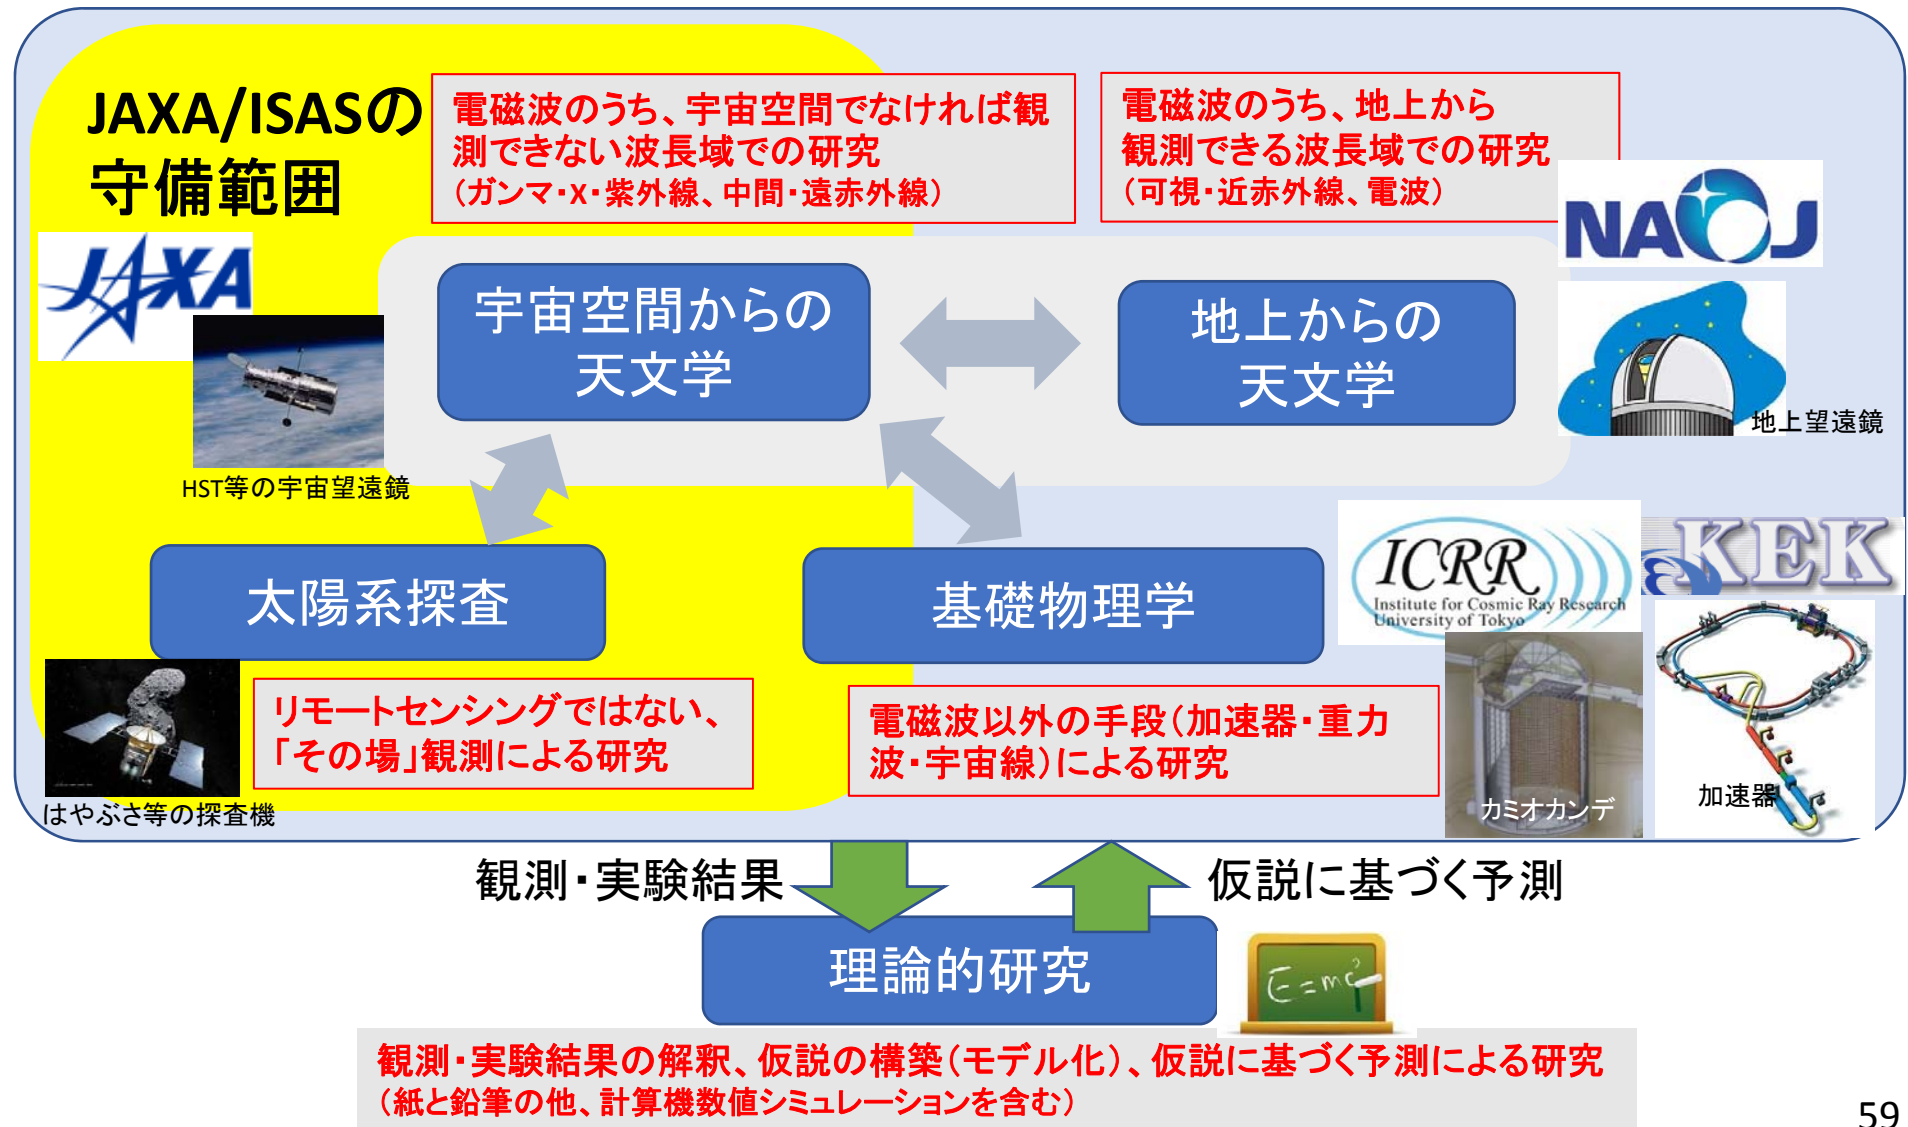 JAXA/ISASの
守備範囲
電磁波のうち、宇宙空間でなければ観
測できない波長域での研究
(ガンマ・X・紫外線、中間・遠赤外線)
電磁波のうち、地上から
観測できる波長域での研究
(可視・近赤外線、電波)
NAOJ
JAXA
宇宙空間からの
天文学
地上からの
天文学
地上望遠鏡
HST等の宇宙望遠鏡
太陽系探査
基礎物理学
ICRR
Institute for Cosmic Ray Research
University of Tokyo
KEK
リモートセンシングではない、
「その場」観測による研究
電磁波以外の手段(加速器・重力
波・宇宙線)による研究
はやぶさ等の探査機
カミオカンデ
加速器
観測・実験結果
仮説に基づく予測
理論的研究
E=mc²
観測・実験結果の解釈、仮説の構築(モデル化)、仮説に基づく予測による研究
(紙と鉛筆の他、計算機数値シミュレーションを含む)
59